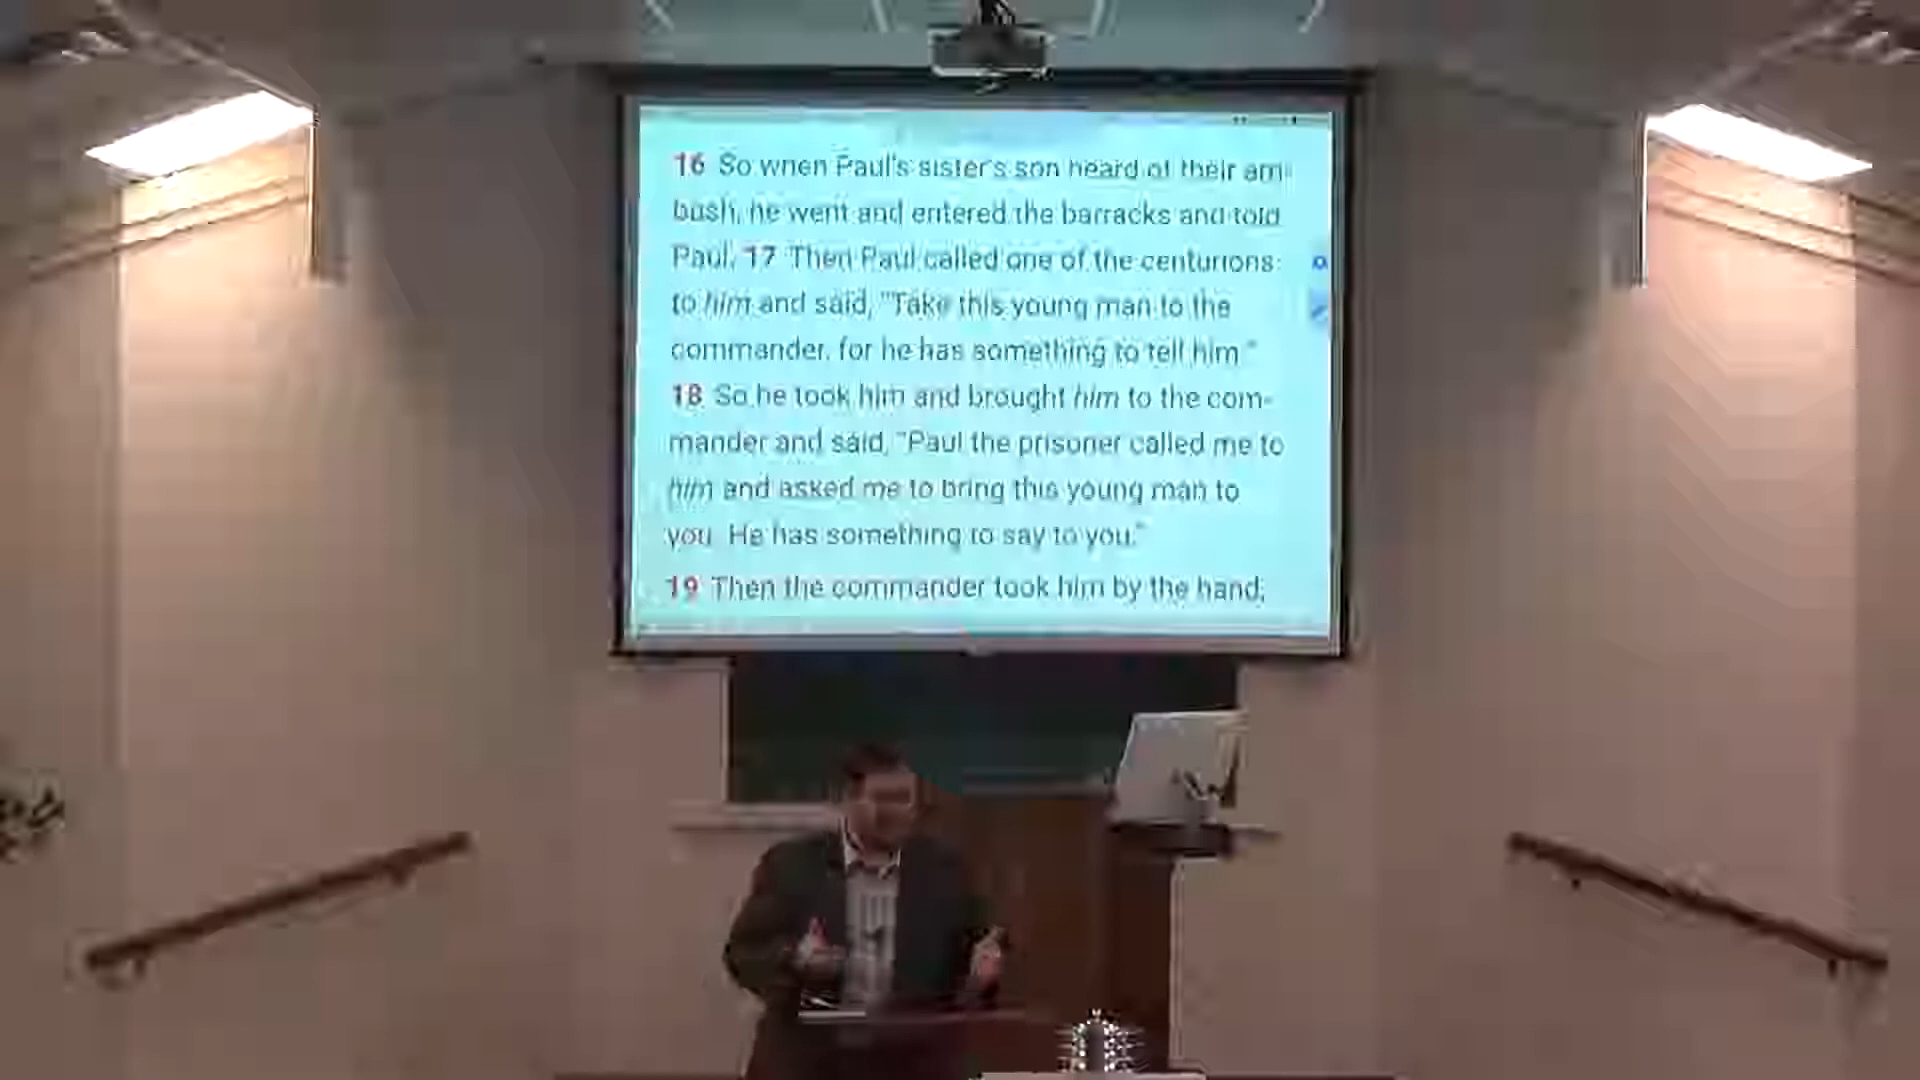 16 So when Paul's sister's son heard of their am-
bush, he went and entered the barracks and told
Paul. 17 Then Paul called one of the centurions
to him and said, "Take this young man to the
commander, for he has something to tell him."
18 So he took him and brought him to the com-
mander and said, "Paul the prisoner called me to
him and asked me to bring this young man to
you. He has something to say to you."
19 Then the commander took him by the hand,